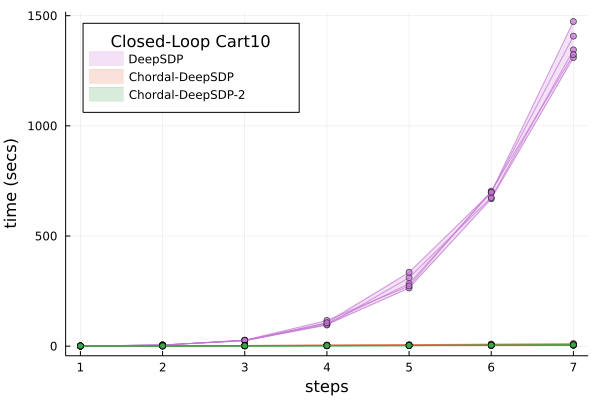 1500
1000
500
0
time (secs)
Closed-Loop Cart10
DeepSDP
Chordal-DeepSDP
Chordal-DeepSDP-2
1 2 3 4 5 6 7
steps